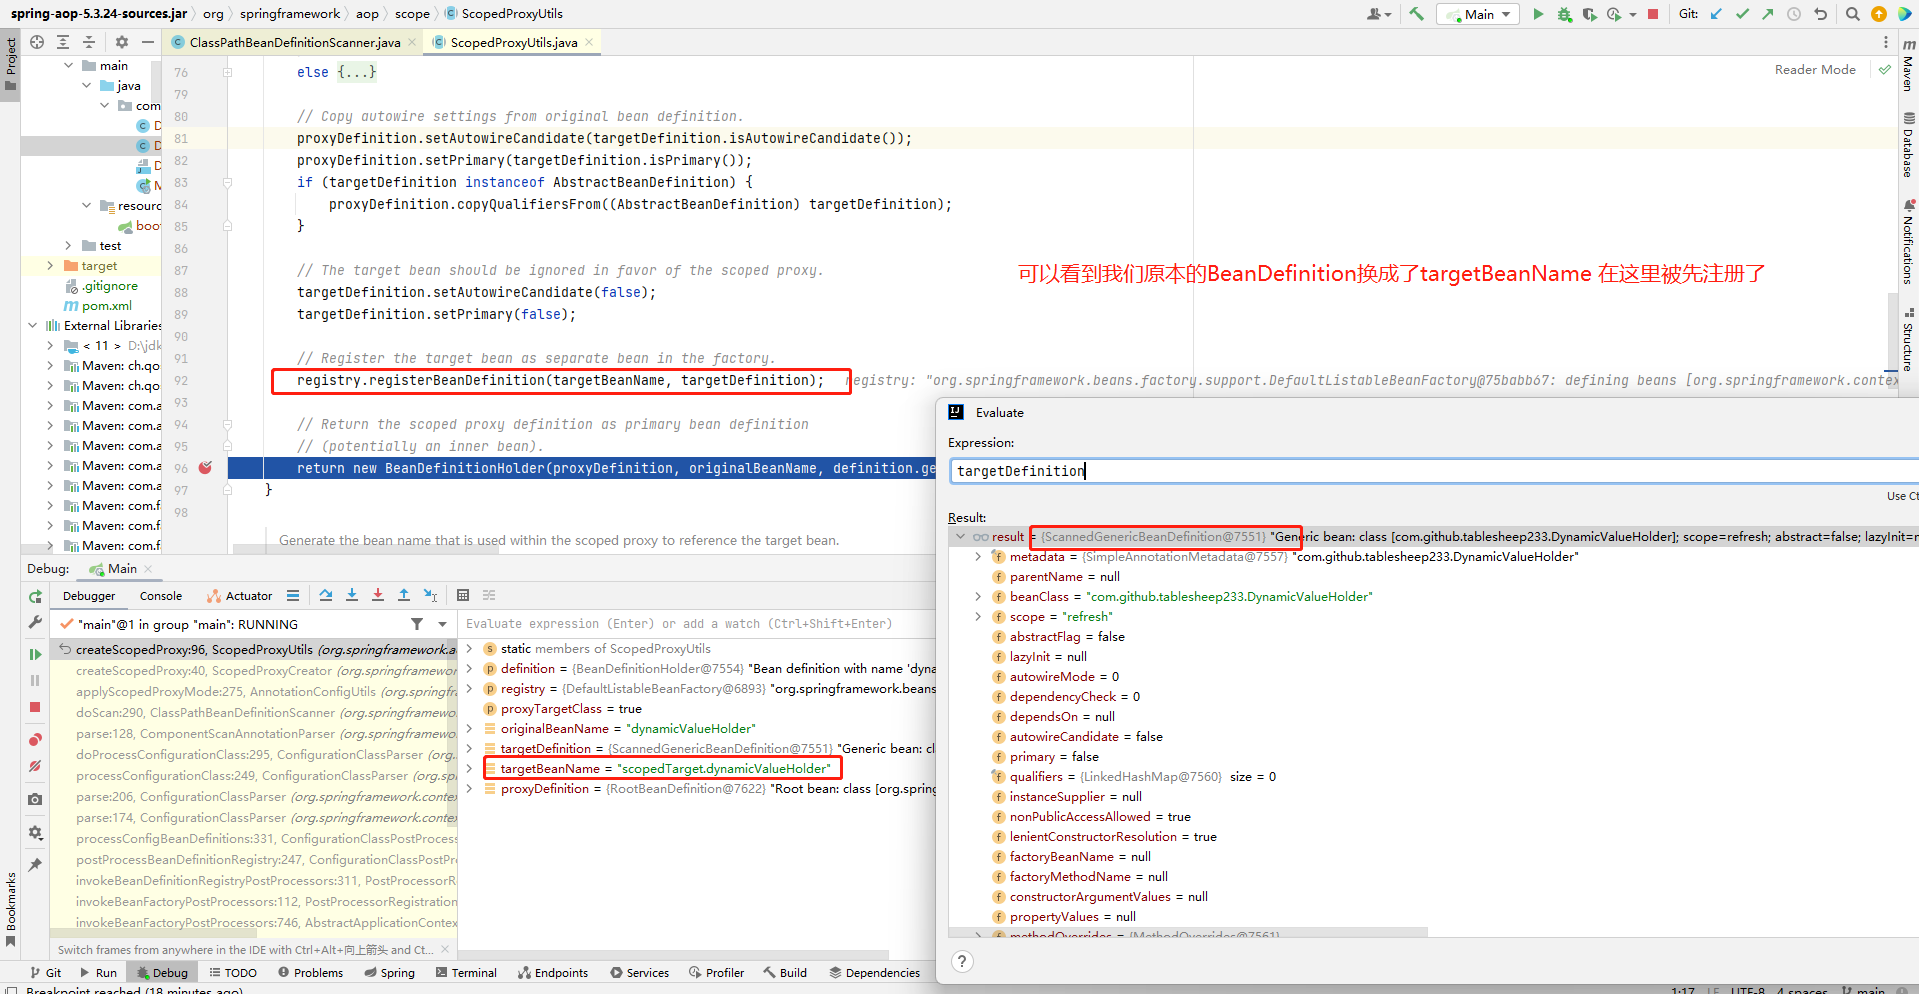 spring-aop-5.3.24-sources.jar org springframework aop scope ScopedProxyUtils
Main
Git:
Project
ClassPathBeanDefinitionScanner.java
ScopedProxyUtils.java
main
java
com
resourc
boot
test
target
.gitignore
pom.xml
External Libraries
< 11 > D:\jdk
Maven: ch.qos
Maven: ch.qos
Maven: com.a
Maven: com.a
Maven: com.a
Maven: com.a
Maven: com.a
Maven: com.f
Maven: com.f
Maven: com.f
Reader Mode
76 else {...}
79
80 // Copy autowire settings from original bean definition.
81 proxyDefinition.setAutowireCandidate(targetDefinition.isAutowireCandidate());
82 proxyDefinition.setPrimary(targetDefinition.isPrimary());
83 if (targetDefinition instanceof AbstractBeanDefinition) {
84 proxyDefinition.copyQualifiersFrom((AbstractBeanDefinition) targetDefinition);
85 }
86
87 // The target bean should be ignored in favor of the scoped proxy.
可以看到我们原本的BeanDefinition换成了targetBeanName 在这里被先注册了
88 targetDefinition.setAutowireCandidate(false);
89 targetDefinition.setPrimary(false);
90
91 // Register the target bean as separate bean in the factory.
92 registry.registerBeanDefinition(targetBeanName, targetDefinition); registry: "org.springframework.beans.factory.support.DefaultListableBeanFactory@75babb67: defining beans [org.springframework.contex
93
94 // Return the scoped proxy definition as primary bean definition
95 // (potentially an inner bean).
96 return new BeanDefinitionHolder(proxyDefinition, originalBeanName, definition.ge
97 }
98
Generate the bean name that is used within the scoped proxy to reference the target bean.
Maven
Database
Notifications
Structure
Evaluate
Expression:
targetDefinition
Use Ct
Result:
result = {ScannedGenericBeanDefinition@7551} "Generic bean: class [com.github.tablesheep233.DynamicValueHolder]; scope=refresh; abstract=false; lazyInit=n
metadata = {SimpleAnnotationMetadata@7557} "com.github.tablesheep233.DynamicValueHolder"
parentName = null
beanClass = "com.github.tablesheep233.DynamicValueHolder"
scope = "refresh"
abstractFlag = false
lazyInit = null
autowireMode = 0
dependencyCheck = 0
dependsOn = null
autowireCandidate = false
primary = false
qualifiers = {LinkedHashMap@7560} size = 0
instanceSupplier = null
nonPublicAccessAllowed = true
lenientConstructorResolution = true
factoryBeanName = null
factoryMethodName = null
constructorArgumentValues = null
propertyValues = null
methodOverrides = {MethodOverrides@7561}
?
Debug: Main
Debugger Console Actuator
"main"@1 in group "main": RUNNING
createScopedProxy:96, ScopedProxyUtils (org.springframework.a
createScopedProxy:40, ScopedProxyCreator (org.springframewor
applyScopedProxyMode:275, AnnotationConfigUtils (org.springf
doScan:290, ClassPathBeanDefinitionScanner (org.springframewo
parse:128, ComponentScanAnnotationParser (org.springframewo
doProcessConfigurationClass:295, ConfigurationClassParser (org
processConfigurationClass:249, ConfigurationClassParser (org.sp
parse:206, ConfigurationClassParser (org.springframework.contex
parse:174, ConfigurationClassParser (org.springframework.contex
processConfigBeanDefinitions:331, ConfigurationClassPostProces
postProcessBeanDefinitionRegistry:247, ConfigurationClassPostPr
invokeBeanDefinitionRegistryPostProcessors:311, PostProcessorR
invokeBeanFactoryPostProcessors:112, PostProcessorRegistration
invokeBeanFactoryPostProcessors:746, AbstractApplicationContex
Switch frames from anywhere in the IDE with Ctrl+Alt+向上箭头 and Ct...
Evaluate expression (Enter) or add a watch (Ctrl+Shift+Enter)
static members of ScopedProxyUtils
definition = {BeanDefinitionHolder@7554} "Bean definition with name 'dyna
registry = {DefaultListableBeanFactory@6893} "org.springframework.beans
proxyTargetClass = true
originalBeanName = "dynamicValueHolder"
targetDefinition = {ScannedGenericBeanDefinition@7551} "Generic bean: cl
targetBeanName = "scopedTarget.dynamicValueHolder"
proxyDefinition = {RootBeanDefinition@7622} "Root bean: class [org.spring
Bookmarks
Git Run Debug TODO Problems Spring Terminal Endpoints Services Profiler Build Dependencies
Breakpoint reached (18 minutes ago)
1:17 LF UTF-8 4 spaces main